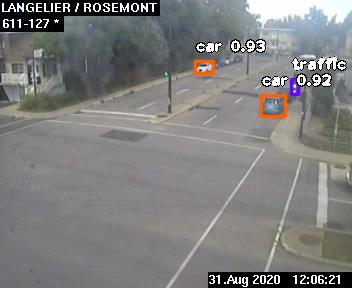 LANGELIER / ROSEMONT
611-127 *
car 0.93
traffic
car 0.92
31.Aug 2020 12:06:21